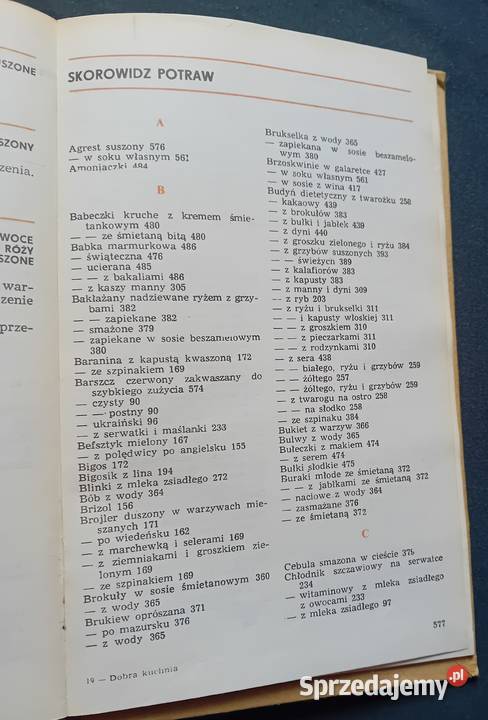 USZONE
SZONY
zenia.
WOCE
RÓŻY
SZONE
war-
zenie
prze-
SKOROWIDZ POTRAW
A
Agrest suszony 576
— w soku własnym 561
Amoniaczki 484
B
Babeczki kruche z kremem śmie-
tankowym 480
— — ze śmietaną bitą 480
Babka marmurkowa 486
— świąteczna 476
— ucierana 485
— — z bakaliami 486
— z kaszy manny 305
Bakłażany nadziewane ryżem z grzy-
bami 382
— — zapiekane 382
— smażone 379
— zapiekane w sosie beszamelowym
380
Baranina z kapustą kwaszoną 172
— ze szpinakiem 169
Barszcz czerwony zakwaszany do
szybkiego zużycia 574
— czysty 90
— — postny 90
— ukraiński 96
— z serwatki i maślanki 233
Befsztyk mielony 167
— z polędwicy po angielsku 155
Bigos 172
Bigosik z lina 194
Blinki z mleka zsiadłego 272
Bób z wody 364
Brizol 156
Brojler duszony w warzywach mie-
szanych 171
— po wiedeńsku 162
— z marchewką i selerami 169
— z ziemniakami i groszkiem zie-
lonym 169
— ze szpinakiem 169
Brokuły w sosie śmietanowym 360
— z wody 365
Brukiew oprószana 371
— po mazursku 376
— z wody 365
Brukselka z wody 365
— zapiekana w sosie beszamelo-
wym 380
Brzoskwinie w galaretce 427
— w soku własnym 561
— w sosie z wina 417
Budyń dietetyczny z twarożku 258
— kakaowy 439
— z brokułów 383
— z bułki i jabłek 439
— z dyni 440
— z groszku zielonego i ryżu 384
— z grzybów suszonych 393
— — świeżych 389
— z kalafiorów 383
— z kapusty 383
— z manny i dyni 309
— z ryb 203
— z ryżu i brukselki 311
— — i kapusty włoskiej 311
— — z groszkiem 310
— — z pieczarkami 311
— — z rodzynkami 310
— z sera 438
— — białego, ryżu i grzybów 259
— — żółtego 257
— — żółtego, ryżu i grzybów 259
— z twarogu na ostro 258
— — na słodko 258
— ze szpinaku 384
Bukiet z warzyw 366
Bulwy z wody 365
Bułeczki z makiem 474
— z serem 474
Bułki słodkie 475
Buraki młode ze śmietaną 372
— — z jabłkami ze śmietaną 372
— naciowe z wody 364
— zasmażane 376
— ze śmietaną 372
C
Cebula smażona w cieście 376
Chłodnik szczawiowy na serwatce
234
— witaminowy z mleka zsiadłego
z owocami 233
— z mleka zsiadłego 97
577
19 — Dobra kuchnia
Sprzedajemy.pl